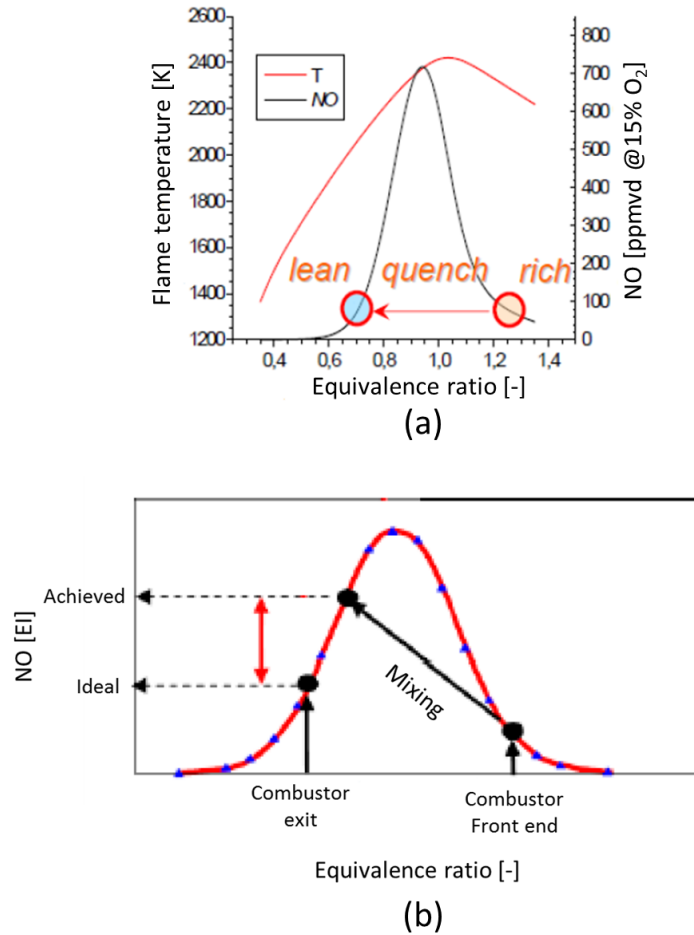 2600
2400
2200
2000
1800
1600
1400
1200
Flame temperature [K]
T
NO
800
700
600
500
400
300
200
100
0
NO [ppmvd @15% O₂]
lean quench rich
0,4 0,6 0,8 1,0 1,2 1,4
Equivalence ratio [-]
(a)
NO [EI]
Achieved
Ideal
Mixing
Combustor
exit
Combustor
Front end
Equivalence ratio [-]
(b)